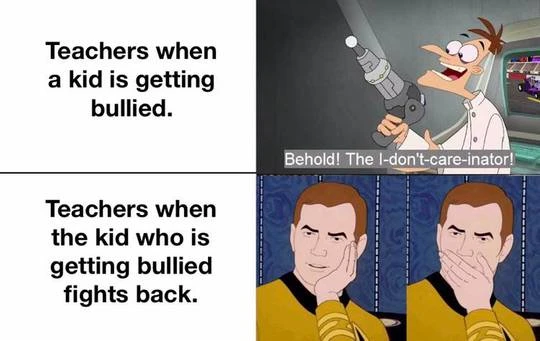 Teachers when
a kid is getting
bullied.
Behold! The I-don't-care-inator!
Teachers when
the kid who is
getting bullied
fights back.